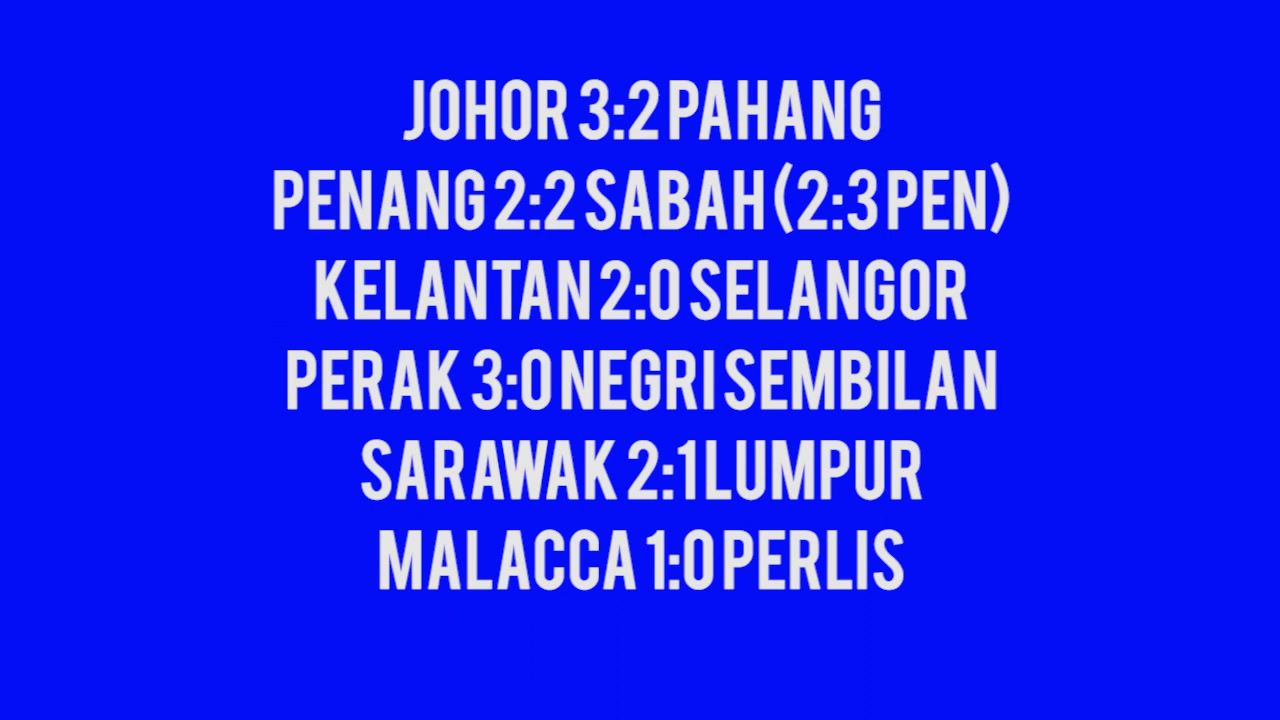 JOHOR 3:2 PAHANG
PENANG 2:2 SABAH (2:3 PEN)
KELANTAN 2:0 SELANGOR
PERAK 3:0 NEGRI SEMBILAN
SARAWAK 2:1 LUMPUR
MALACCA 1:0 PERLIS